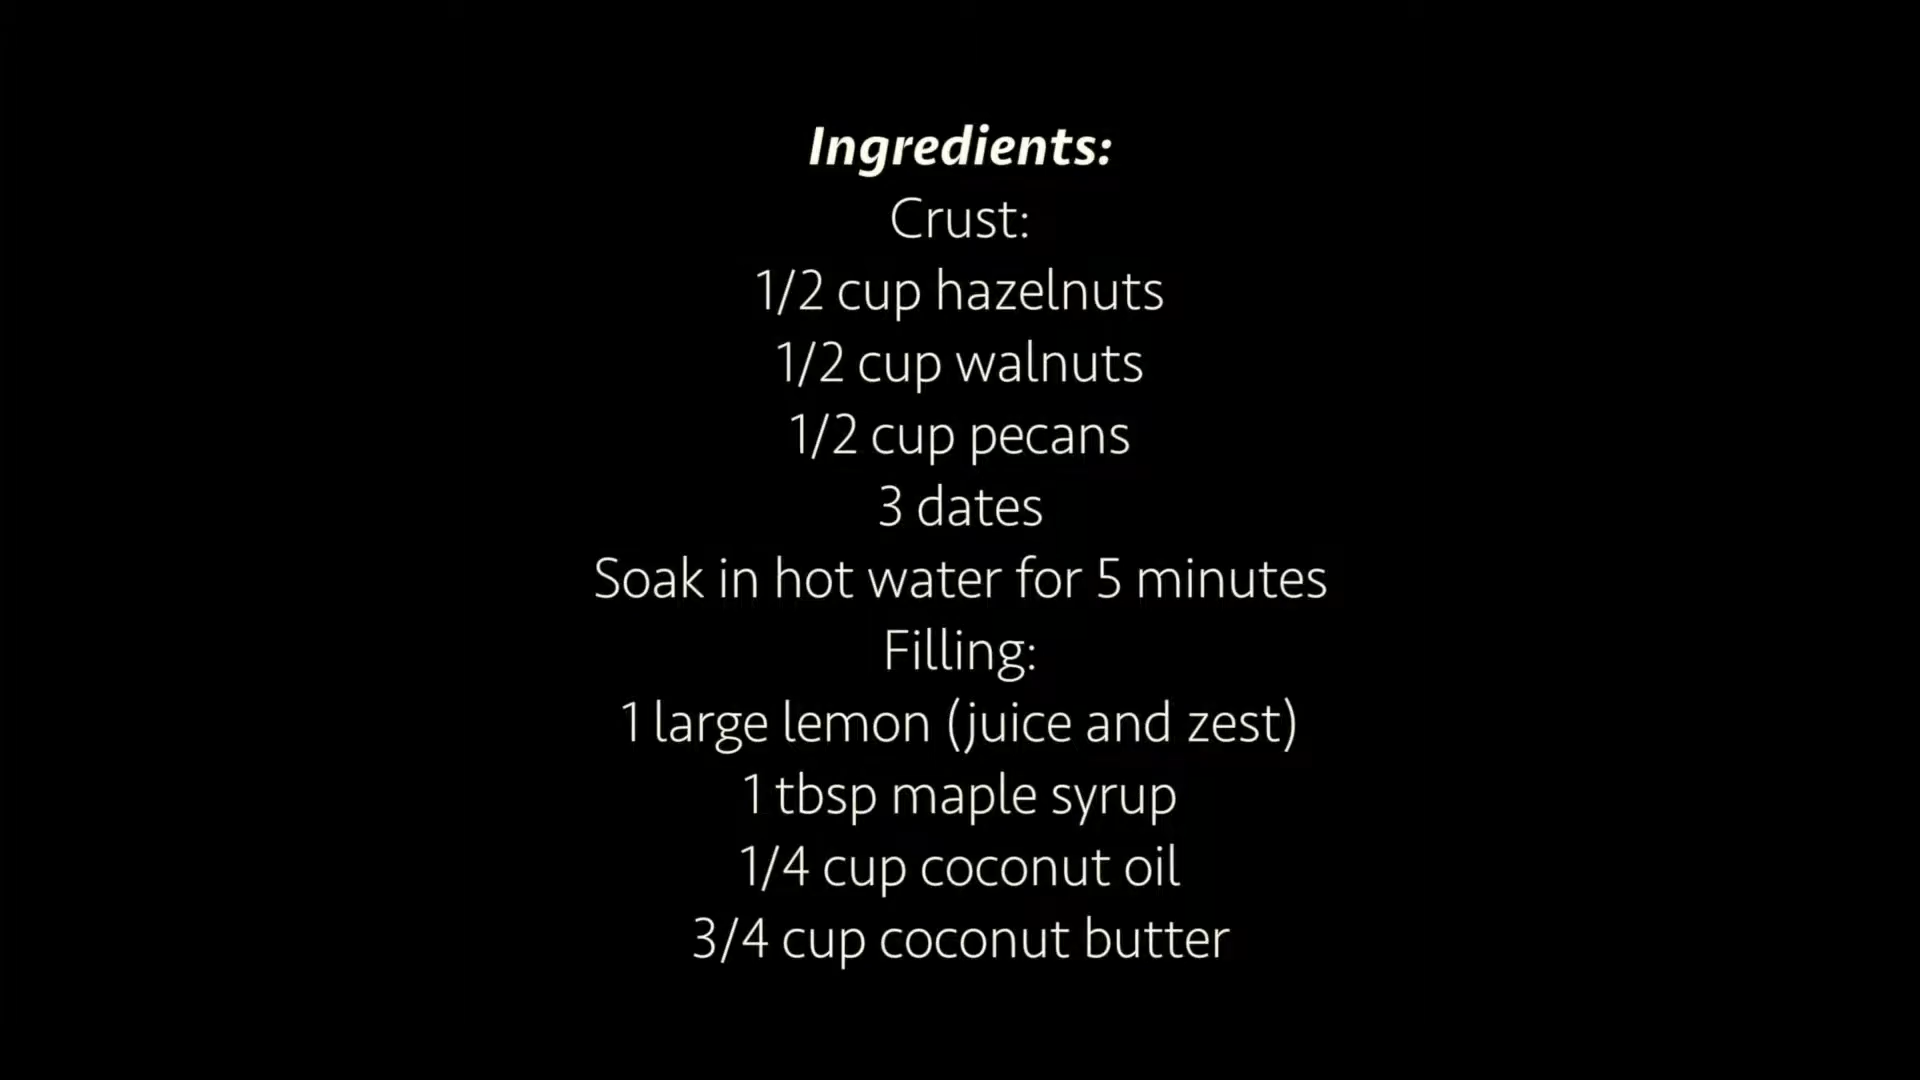 Ingredients:
Crust:
1/2 cup hazelnuts
1/2 cup walnuts
1/2 cup pecans
3 dates
Soak in hot water for 5 minutes
Filling:
1 large lemon (juice and zest)
1 tbsp maple syrup
1/4 cup coconut oil
3/4 cup coconut butter